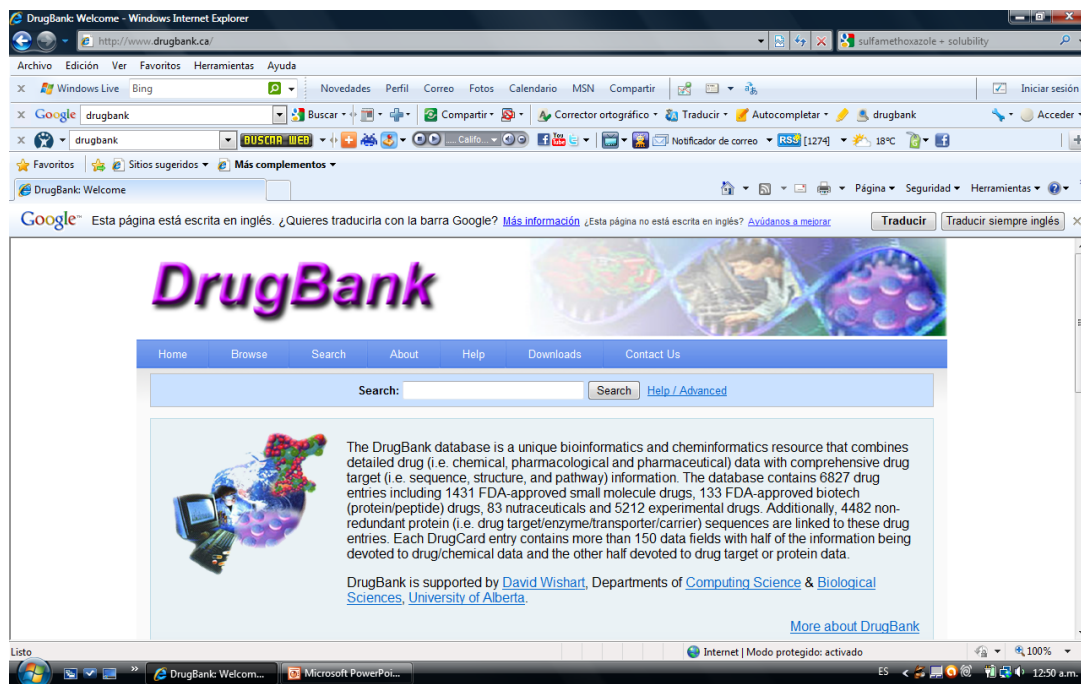 DrugBank: Welcome - Windows Internet Explorer
http://www.drugbank.ca/
sulfamethoxazole + solubility
Archivo Edición Ver Favoritos Herramientas Ayuda
x Windows Live Bing Novedades Perfil Correo Fotos Calendario MSN Compartir Iniciar sesión
x Google drugbank Buscar Compartir Corrector ortográfico Traducir Autocompletar drugbank Acceder
x drugbank BUSCAR WEB .... Califo... You Tube Notificador de correo RSS [1274] 18ºC
Favoritos Sitios sugeridos Más complementos
DrugBank: Welcome Página Seguridad Herramientas
Google Esta página está escrita en inglés. ¿Quieres traducirla con la barra Google? Más información ¿Esta página no está escrita en inglés? Ayúdanos a mejorar Traducir Traducir siempre inglés
DrugBank
Home Browse Search About Help Downloads Contact Us
Search: Search Help / Advanced
The DrugBank database is a unique bioinformatics and cheminformatics resource that combines
detailed drug (i.e. chemical, pharmacological and pharmaceutical) data with comprehensive drug
target (i.e. sequence, structure, and pathway) information. The database contains 6827 drug
entries including 1431 FDA-approved small molecule drugs, 133 FDA-approved biotech
(protein/peptide) drugs, 83 nutraceuticals and 5212 experimental drugs. Additionally, 4482 non-
redundant protein (i.e. drug target/enzyme/transporter/carrier) sequences are linked to these drug
entries. Each DrugCard entry contains more than 150 data fields with half of the information being
devoted to drug/chemical data and the other half devoted to drug target or protein data.
DrugBank is supported by David Wishart, Departments of Computing Science & Biological
Sciences, University of Alberta.
More about DrugBank
Listo Internet | Modo protegido: activado 100%
DrugBank: Welcom... Microsoft PowerPoi... ES 12:50 a.m.